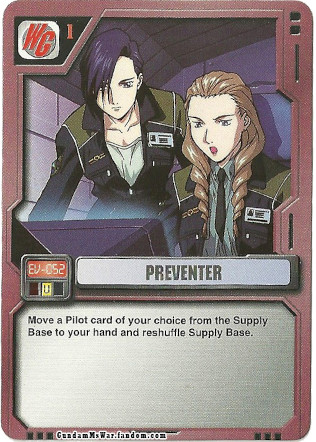 WG
1
EV-C52
U
PREVENTER
Move a Pilot card of your choice from the Supply
Base to your hand and reshuffle Supply Base.
GundamMsWar.fandom.com